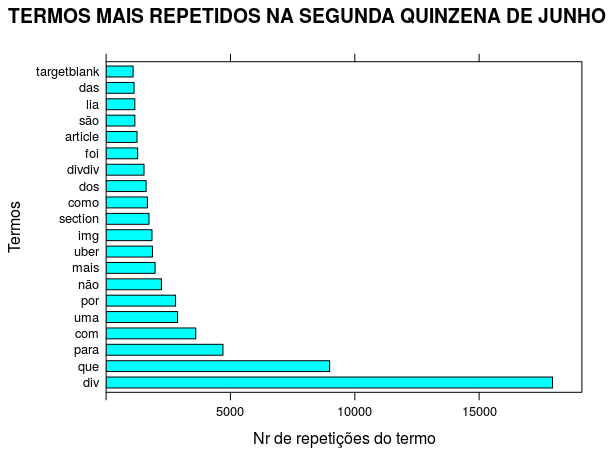 TERMOS MAIS REPETIDOS NA SEGUNDA QUINZENA DE JUNHO
Termos
targetblank
das
lia
são
article
foi
divdiv
dos
como
section
img
uber
mais
não
por
uma
com
para
que
div
5000 10000 15000
Nr de repetições do termo